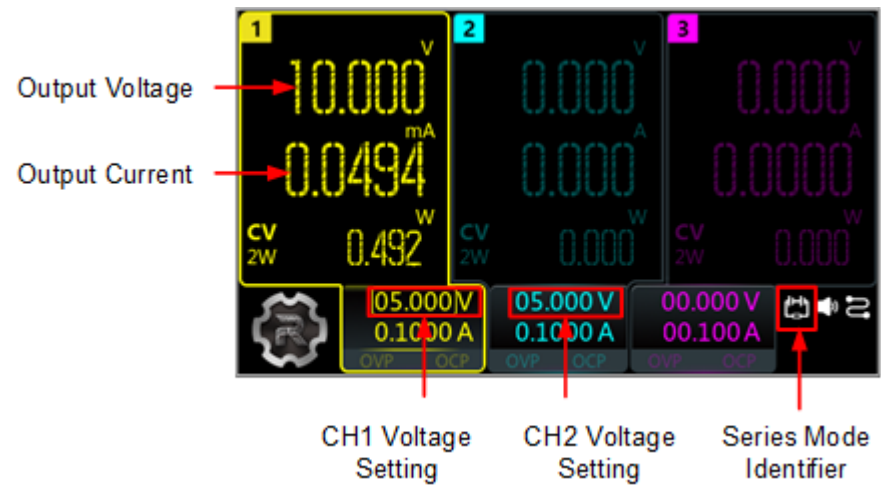 1
2
3
V
V
V
Output Voltage
10.000
0.000
0.000
mA
A
A
Output Current
0.0494
0.000
0.0000
W
W
W
CV
2W
0.492
CV
2W
0.000
CV
2W
0.000
05.000 V
05.000 V
00.000 V
0.1000 A
0.1000 A
00.100 A
OVP OCP
OVP OCP
OVP OCP
R
CH1 Voltage
Setting
CH2 Voltage
Setting
Series Mode
Identifier